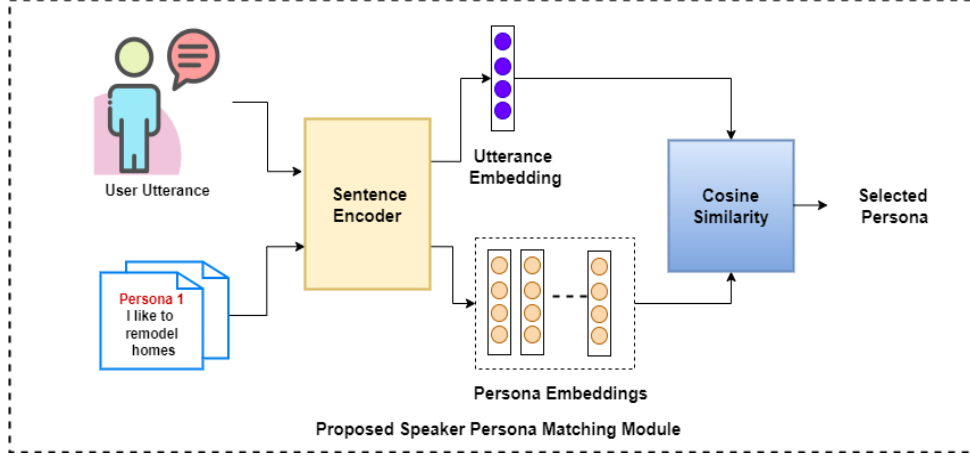 User Utterance
Persona 1
I like to
remodel
homes
Sentence
Encoder
Utterance
Embedding
Persona Embeddings
Cosine
Similarity
Selected
Persona
Proposed Speaker Persona Matching Module